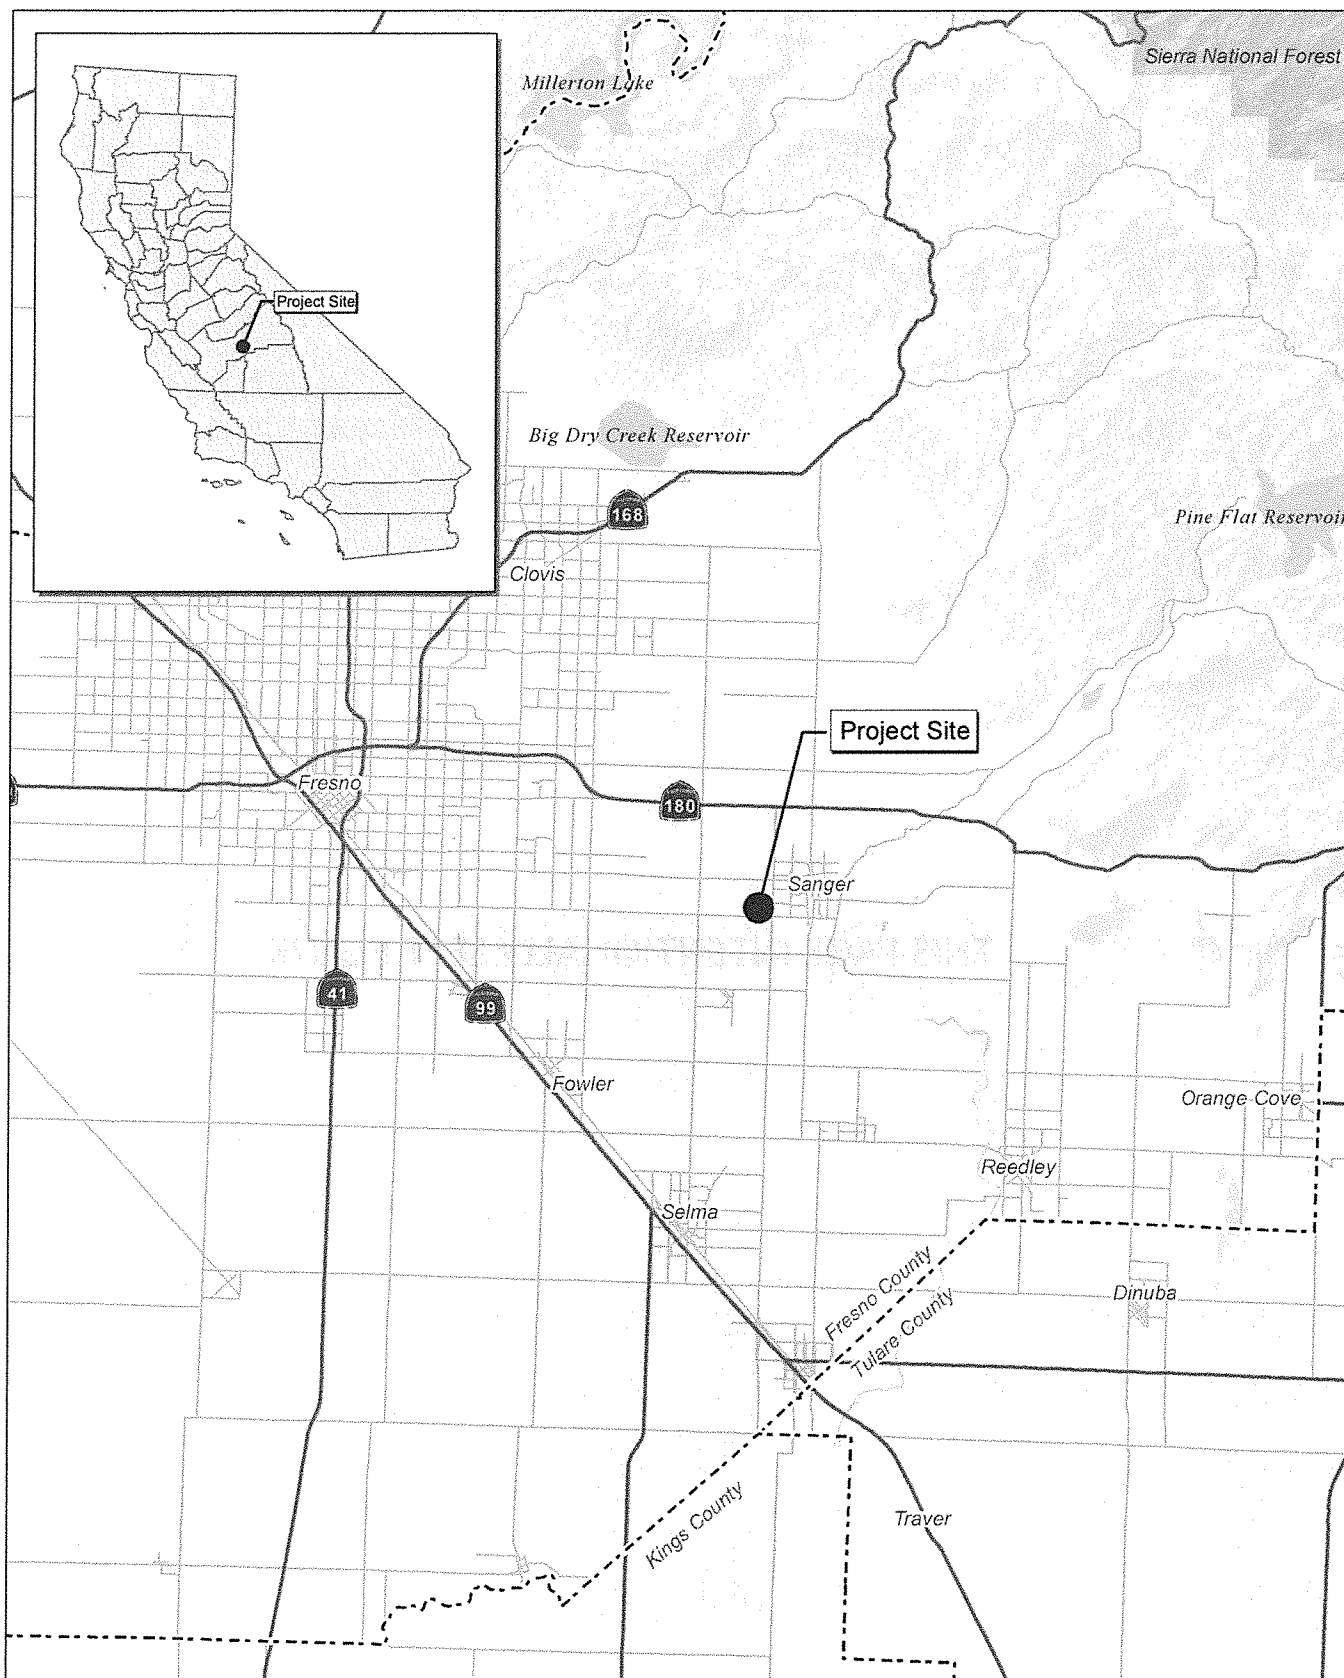 Sierra National Forest
Millerton Lake
Project Site
Big Dry Creek Reservoir
168
Pine Flat Reservoir
Clovis
Project Site
Fresno
180
Sanger
41
99
Fowler
Orange Cove
Reedley
Selma
Fresno County
Tulare County
Dinuba
Kings County
Traver